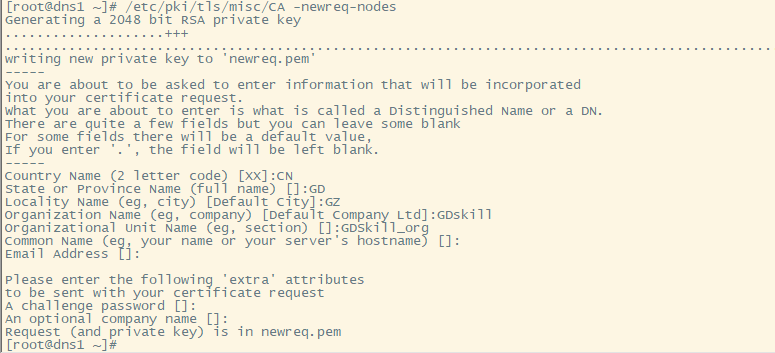 [root@dns1 ~]# /etc/pki/tls/misc/CA -newreq-nodes
Generating a 2048 bit RSA private key
....................+++
................................................................................................................
writing new private key to 'newreq.pem'
-----
You are about to be asked to enter information that will be incorporated
into your certificate request.
What you are about to enter is what is called a Distinguished Name or a DN.
There are quite a few fields but you can leave some blank
For some fields there will be a default value,
If you enter '.', the field will be left blank.
-----
Country Name (2 letter code) [XX]:CN
State or Province Name (full name) []:GD
Locality Name (eg, city) [Default City]:GZ
Organization Name (eg, company) [Default Company Ltd]:GDskill
Organizational Unit Name (eg, section) []:GDSkill_org
Common Name (eg, your name or your server's hostname) []:
Email Address []:
Please enter the following 'extra' attributes
to be sent with your certificate request
A challenge password []:
An optional company name []:
Request (and private key) is in newreq.pem
[root@dns1 ~]#